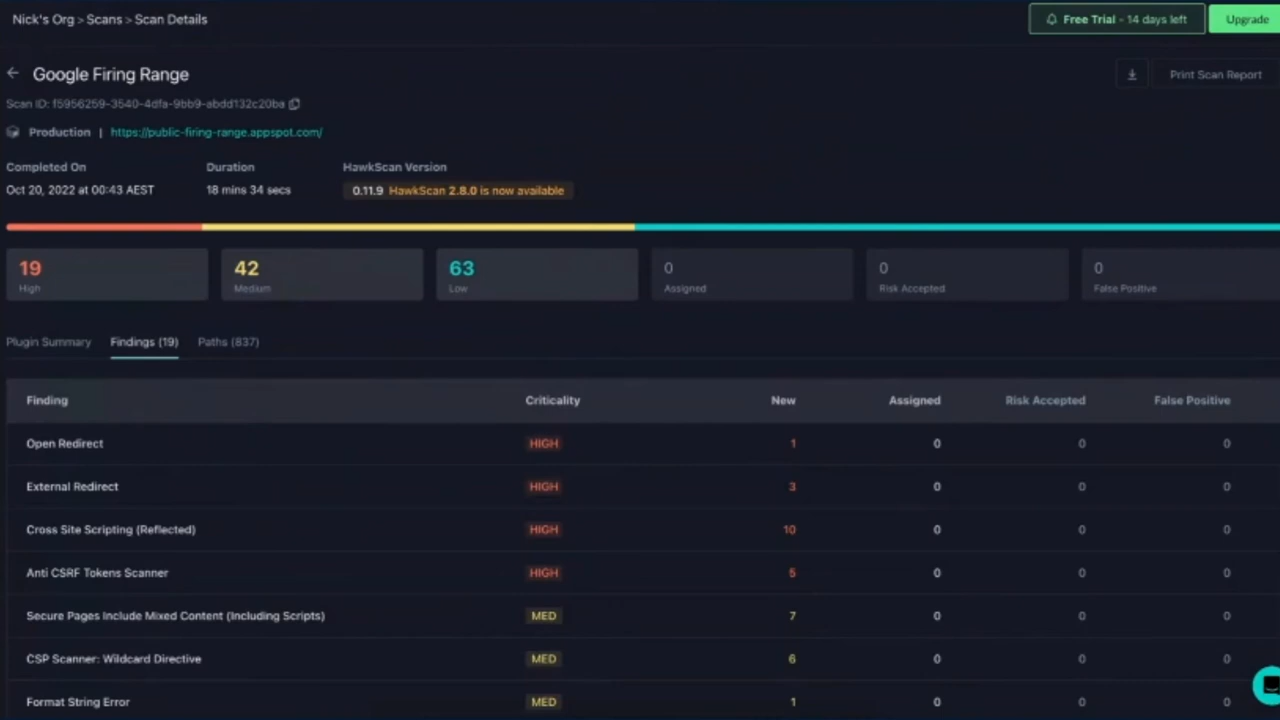 Nick's Org > Scans > Scan Details
Free Trial - 14 days left
Upgrade
Google Firing Range
Print Scan Report
Scan ID: f5956259-3540-4dfa-9bb9-abdd132c20ba
Production | https://public-firing-range.appspot.com/
Completed On Duration HawkScan Version
Oct 20, 2022 at 00:43 AEST 18 mins 34 secs 0.11.9 HawkScan 2.8.0 is now available
19 42 63 0 0 0
High Medium Low Assigned Risk Accepted False Positive
Plugin Summary Findings (19) Paths (837)
Finding Criticality New Assigned Risk Accepted False Positive
Open Redirect HIGH 1 0 0 0
External Redirect HIGH 3 0 0 0
Cross Site Scripting (Reflected) HIGH 10 0 0 0
Anti CSRF Tokens Scanner HIGH 5 0 0 0
Secure Pages Include Mixed Content (Including Scripts) MED 7 0 0 0
CSP Scanner: Wildcard Directive MED 6 0 0 0
Format String Error MED 1 0 0 0